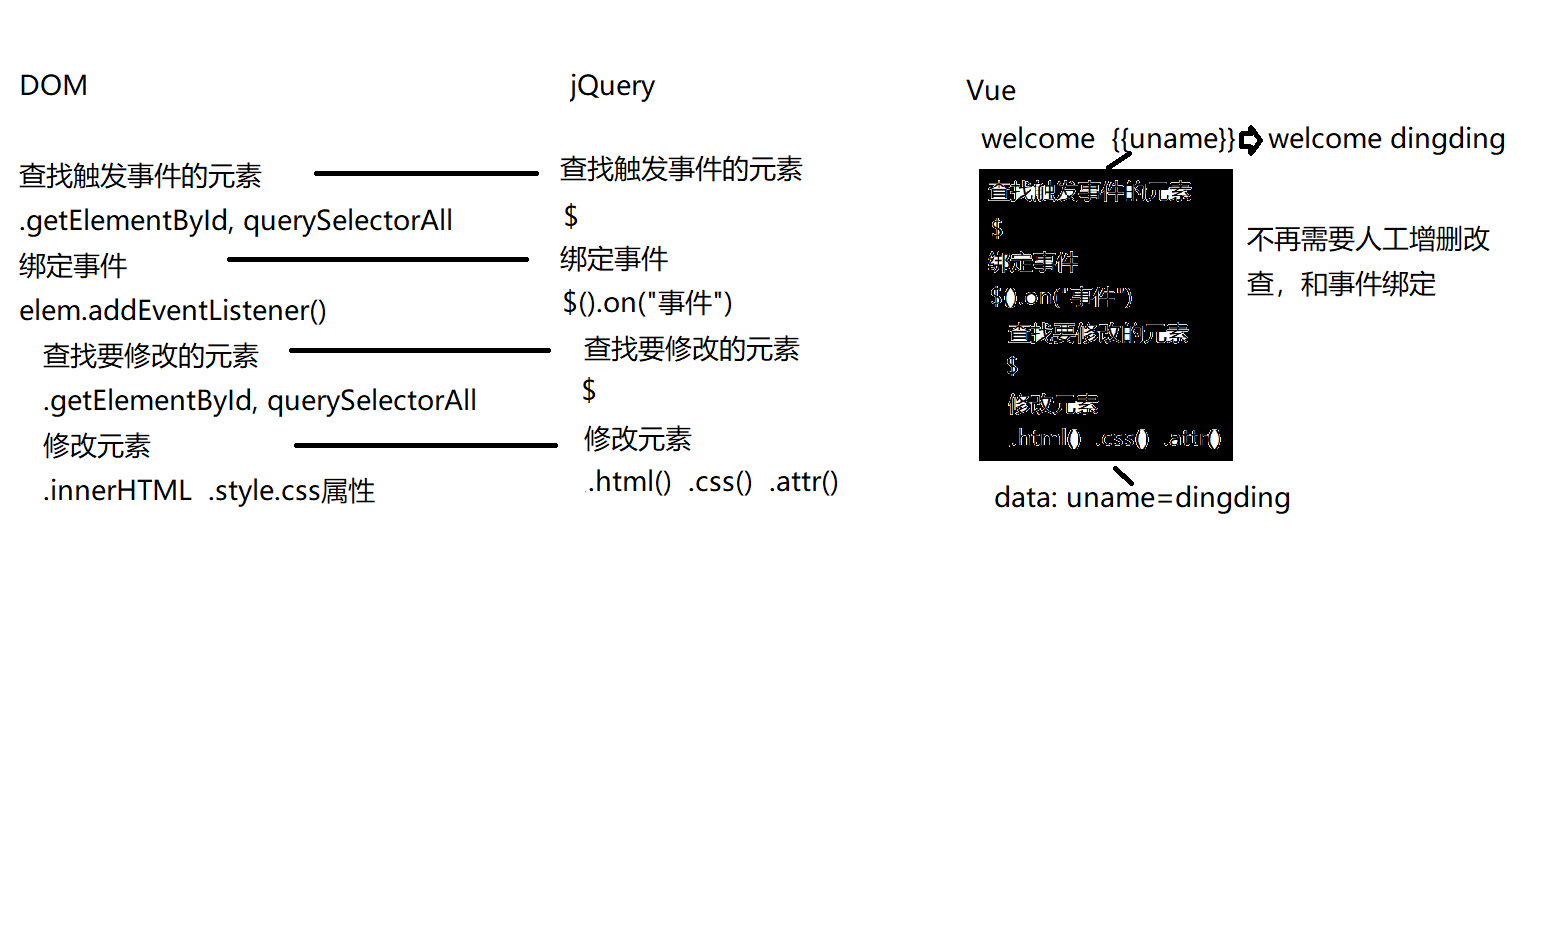 DOM
查找触发事件的元素
.getElementById, querySelectorAll
绑定事件
elem.addEventListener()
查找要修改的元素
.getElementById, querySelectorAll
修改元素
.innerHTML  .style.css属性
jQuery
查找触发事件的元素
$
绑定事件
$().on("事件")
查找要修改的元素
$
修改元素
.html()  .css()  .attr()
Vue
welcome  {{uname}} welcome dingding
查找触发事件的元素
$
绑定事件
$().on("事件")
查找要修改的元素
$
修改元素
.html()  .css()  .attr()
不再需要人工增删改
查，和事件绑定
data: uname=dingding